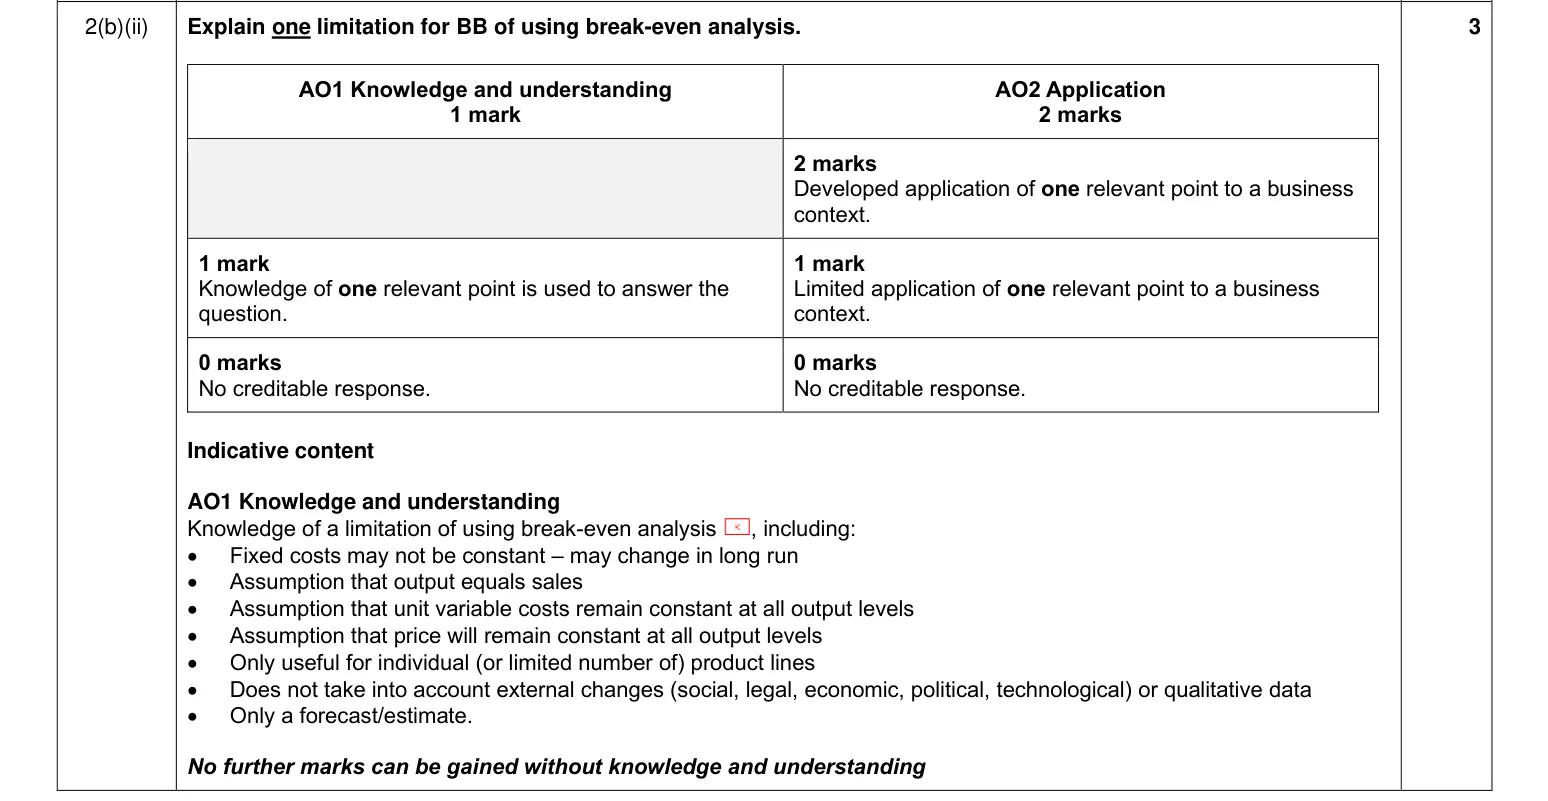 2(b)(ii)
Explain one limitation for BB of using break-even analysis.
3
AO1 Knowledge and understanding
1 mark
AO2 Application
2 marks
2 marks
Developed application of one relevant point to a business
context.
1 mark
Knowledge of one relevant point is used to answer the
question.
1 mark
Limited application of one relevant point to a business
context.
0 marks
No creditable response.
0 marks
No creditable response.
Indicative content
AO1 Knowledge and understanding
Knowledge of a limitation of using break-even analysis K, including:
• Fixed costs may not be constant – may change in long run
• Assumption that output equals sales
• Assumption that unit variable costs remain constant at all output levels
• Assumption that price will remain constant at all output levels
• Only useful for individual (or limited number of) product lines
• Does not take into account external changes (social, legal, economic, political, technological) or qualitative data
• Only a forecast/estimate.
No further marks can be gained without knowledge and understanding